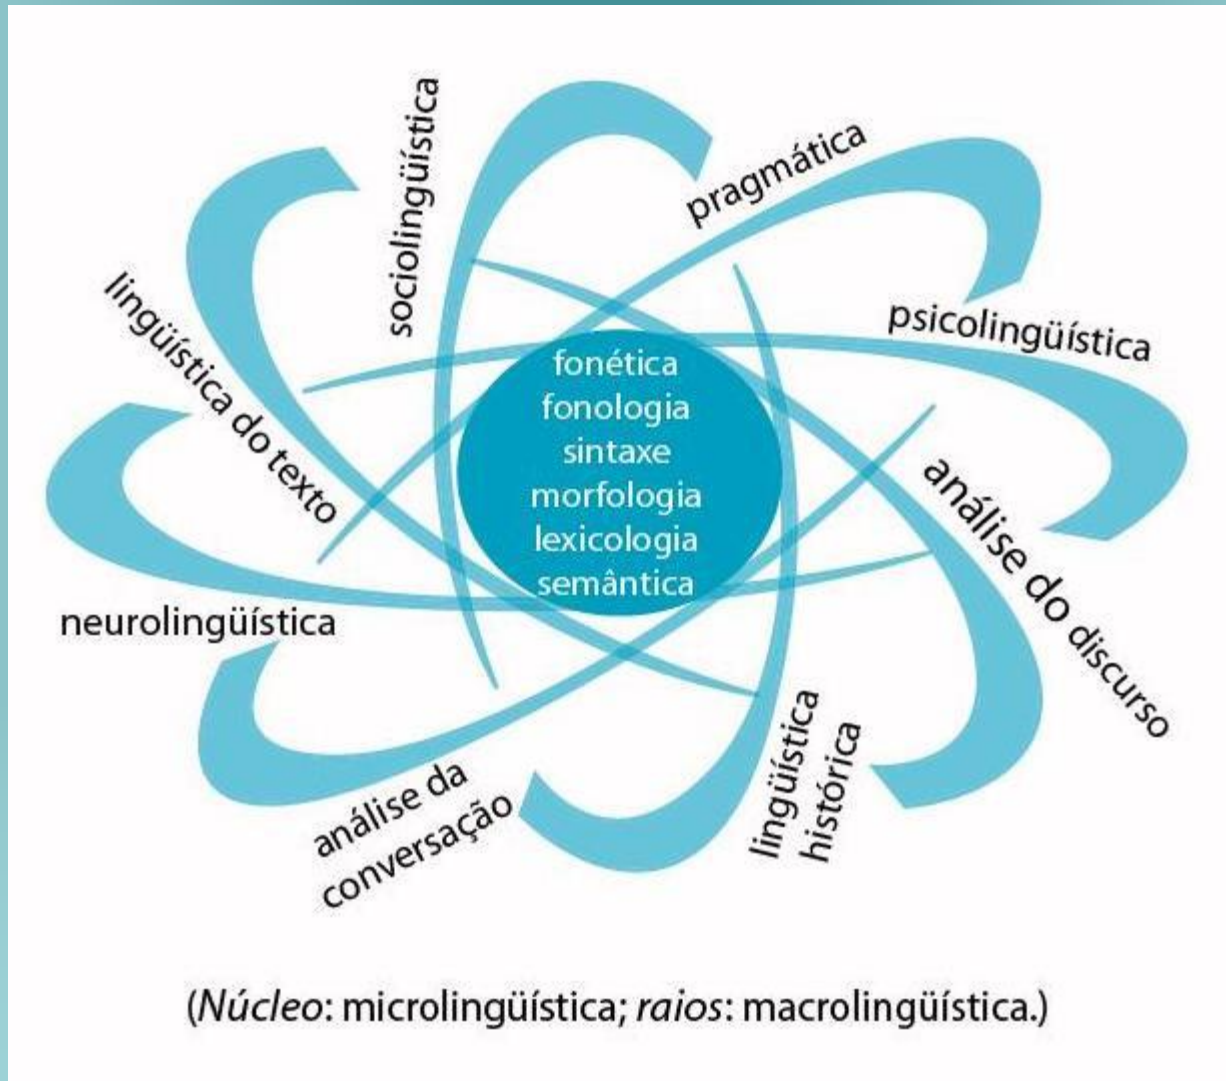 sociolingüística
pragmática
psicolingüística
lingüística do texto
fonética
fonologia
sintaxe
morfologia
lexicologia
semântica
análise do discurso
neurolingüística
lingüística
histórica
análise da
conversação
(Núcleo: microlingüística; raios: macrolingüística.)